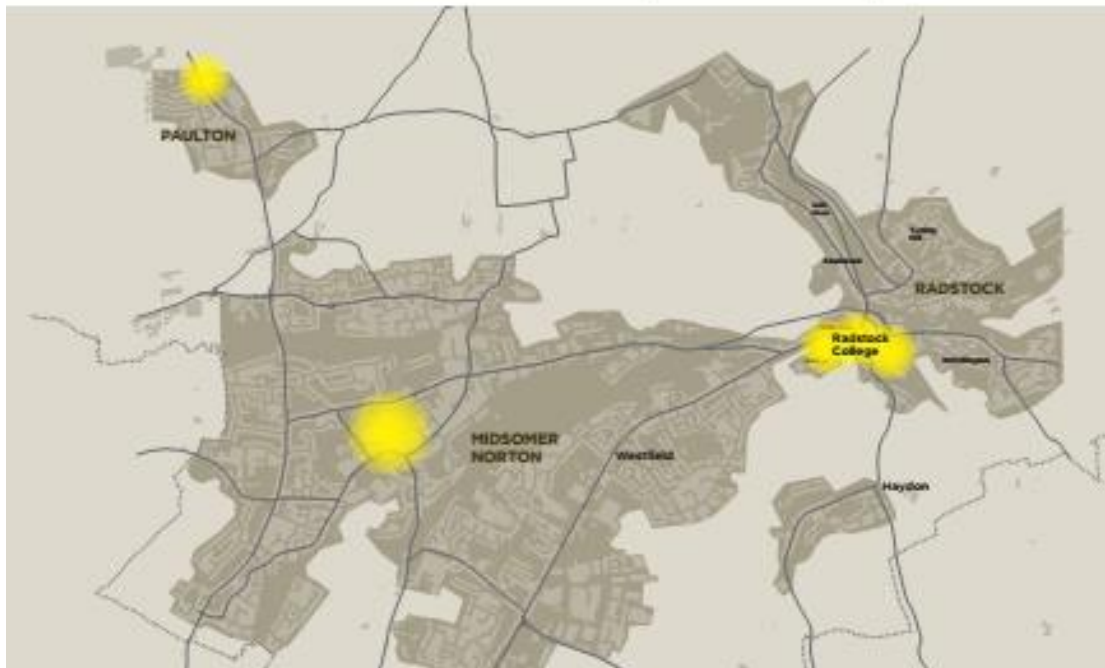 PAULTON
RADSTOCK
Radstock
College
MIDSOMER
NORTON
Westfield
Haydon